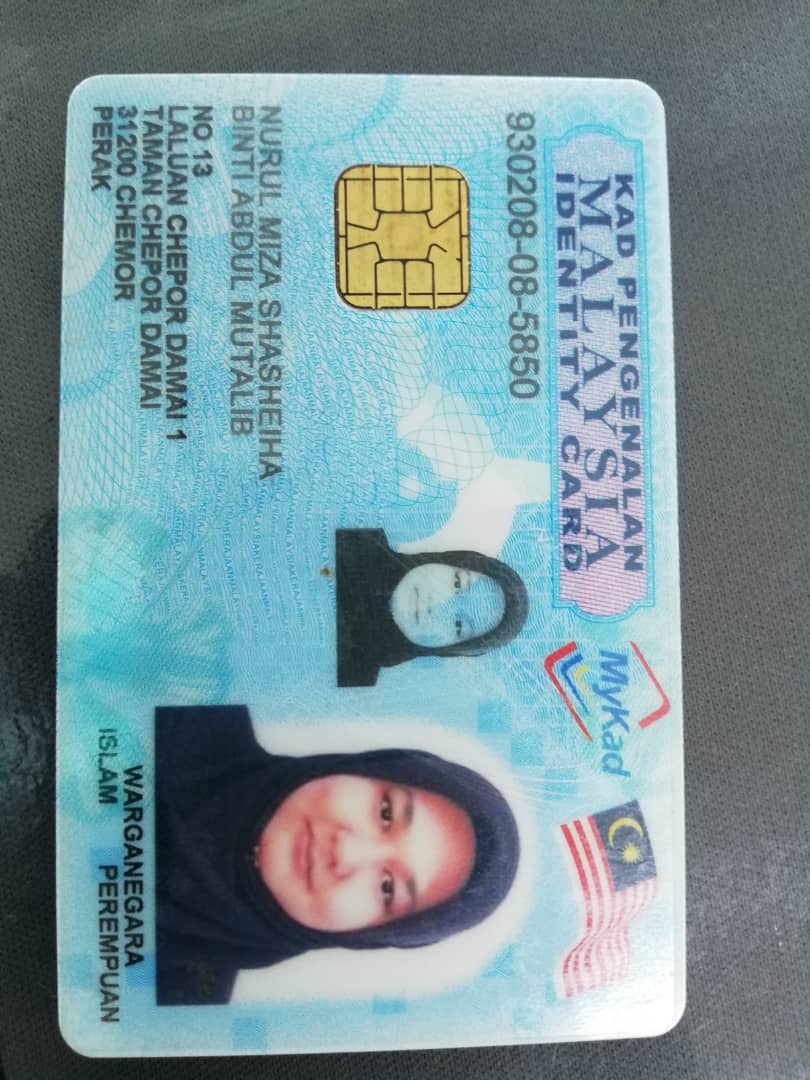 KAD PENGENALAN
MALAYSIA
IDENTITY CARD
MyKad
930208-08-5850
NURUL MIZA SHASHEIHA
BINTI ABDUL MUTALIB
NO 13
LALUAN CHEPOR DAMAI 1
TAMAN CHEPOR DAMAI
31200 CHEMOR
PERAK
WARGANEGARA
ISLAM PEREMPUAN